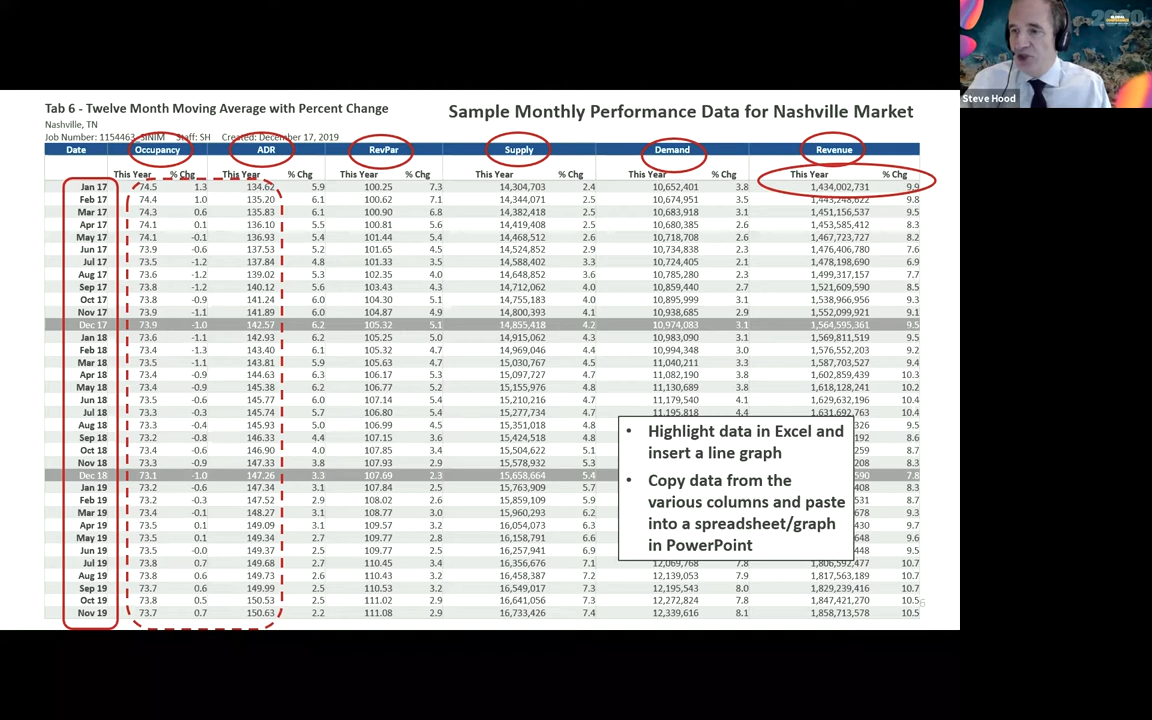 2020
GLOBAL
Steve Hood
Tab 6 - Twelve Month Moving Average with Percent Change
Sample Monthly Performance Data for Nashville Market
Nashville, TN
Job Number: 1154463_SINIM Staff: SH Created: December 17, 2019
Date Occupancy ADR RevPar Supply Demand Revenue
This Year % Chg This Year % Chg This Year % Chg This Year % Chg This Year % Chg This Year % Chg
Jan 17 74.5 1.3 134.62 5.9 100.25 7.3 14,304,703 2.4 10,652,401 3.8 1,434,002,731 9.9
Feb 17 74.4 1.0 135.20 6.1 100.62 7.1 14,344,071 2.5 10,674,951 3.5 1,443,248,622 9.8
Mar 17 74.3 0.6 135.83 6.1 100.90 6.8 14,382,418 2.5 10,683,918 3.1 1,451,156,537 9.5
Apr 17 74.1 0.1 136.10 5.5 100.81 5.6 14,419,408 2.5 10,680,385 2.6 1,453,585,412 8.3
May 17 74.1 -0.1 136.93 5.4 101.44 5.4 14,468,512 2.6 10,718,708 2.6 1,467,723,727 8.2
Jun 17 73.9 -0.6 137.53 5.2 101.65 4.5 14,524,852 2.9 10,734,838 2.3 1,476,406,780 7.6
Jul 17 73.5 -1.2 137.84 4.8 101.33 3.5 14,588,402 3.3 10,724,405 2.1 1,478,198,690 6.9
Aug 17 73.6 -1.2 139.02 5.3 102.35 4.0 14,648,852 3.6 10,785,280 2.3 1,499,317,157 7.7
Sep 17 73.8 -1.2 140.12 5.6 103.43 4.3 14,712,062 4.0 10,859,440 2.7 1,521,609,590 8.5
Oct 17 73.8 -0.9 141.24 6.0 104.30 5.1 14,755,183 4.0 10,895,999 3.1 1,538,966,956 9.3
Nov 17 73.9 -1.1 141.89 6.0 104.87 4.9 14,800,393 4.1 10,938,685 2.9 1,552,099,502 9.1
Dec 17 73.9 -1.0 142.57 6.2 105.32 5.1 14,855,418 4.2 10,974,083 3.1 1,564,595,361 9.5
Jan 18 73.6 -1.1 142.93 6.2 105.25 5.0 14,915,062 4.3 10,983,090 3.1 1,569,811,519 9.5
Feb 18 73.4 -1.3 143.40 6.1 105.32 4.7 14,969,046 4.4 10,994,348 3.0 1,576,552,203 9.2
Mar 18 73.5 -1.1 143.81 5.9 105.63 4.7 15,030,767 4.5 11,040,211 3.3 1,587,703,527 9.4
Apr 18 73.4 -0.9 144.63 6.3 106.17 5.3 15,097,727 4.7 11,082,190 3.8 1,602,859,439 10.3
May 18 73.4 -0.9 145.38 6.2 106.77 5.2 15,155,976 4.8 11,130,689 3.8 1,618,128,241 10.2
Jun 18 73.5 -0.6 145.77 6.0 107.14 5.4 15,210,216 4.7 11,179,540 4.1 1,629,632,196 10.4
Jul 18 73.3 -0.3 145.74 5.7 106.80 5.4 15,277,734 4.7 11,195,818 4.4 1,631,692,763 10.4
Aug 18 73.3 -0.4 145.93 5.0 106.99 4.5 15,351,018 4.8 326 9.5
Sep 18 73.2 -0.8 146.33 4.4 107.15 3.6 15,424,518 4.8 192 8.6
Oct 18 73.4 -0.6 146.90 4.0 107.85 3.4 15,504,622 5.1 307 8.7
Nov 18 73.3 -0.9 147.33 3.8 107.93 2.9 15,578,932 5.3 208 8.3
Dec 18 73.1 -1.0 147.26 3.3 107.69 2.3 15,658,664 5.4 590 7.8
Jan 19 73.2 -0.6 147.34 3.1 107.84 2.5 15,763,909 5.7 408 8.3
Feb 19 73.2 -0.3 147.52 2.9 108.02 2.6 15,859,109 5.9 531 8.7
Mar 19 73.4 -0.2 148.27 3.1 108.77 3.0 15,960,293 6.2 9.3
Apr 19 73.5 0.1 149.09 3.1 109.57 3.2 16,054,073 6.3 430 9.7
May 19 73.5 0.1 149.34 2.7 109.77 2.8 16,158,791 6.6 677 9.6
Jun 19 73.5 -0.0 149.37 2.5 109.77 2.5 16,257,941 6.9 448 9.5
Jul 19 73.8 0.7 149.68 2.7 110.45 3.4 16,356,676 7.1 12,069,768 7.8 1,806,592,477 10.7
Aug 19 73.8 0.6 149.73 2.6 110.43 3.2 16,458,387 7.2 12,139,053 7.9 1,817,563,189 10.7
Sep 19 73.7 0.6 149.99 2.5 110.53 3.2 16,549,017 7.3 12,195,543 8.0 1,829,239,416 10.7
Oct 19 73.8 0.5 150.53 2.5 111.02 3.2 16,641,056 7.3 12,272,824 7.8 1,847,421,270 10.5
Nov 19 73.7 0.7 150.63 2.2 111.08 2.9 16,733,426 7.4 12,339,616 8.1 1,858,713,578 10.5
• Highlight data in Excel and
insert a line graph
• Copy data from the
various columns and paste
into a spreadsheet/graph
in PowerPoint